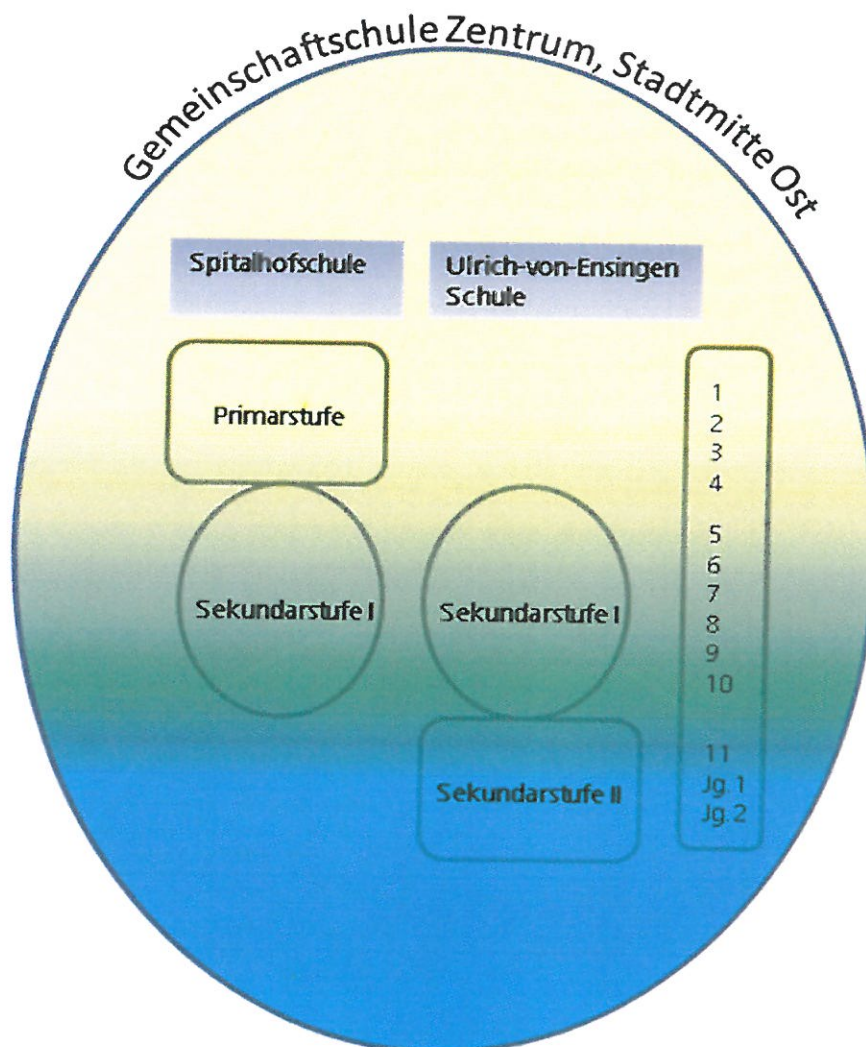 Gemeinschaftschule Zentrum, Stadtmitte Ost
Spitalhofschule
Ulrich-von-Ensingen
Schule
Primarstufe
Sekundarstufe I
Sekundarstufe I
Sekundarstufe II
1
2
3
4
5
6
7
8
9
10
11
Jg. 1
Jg. 2